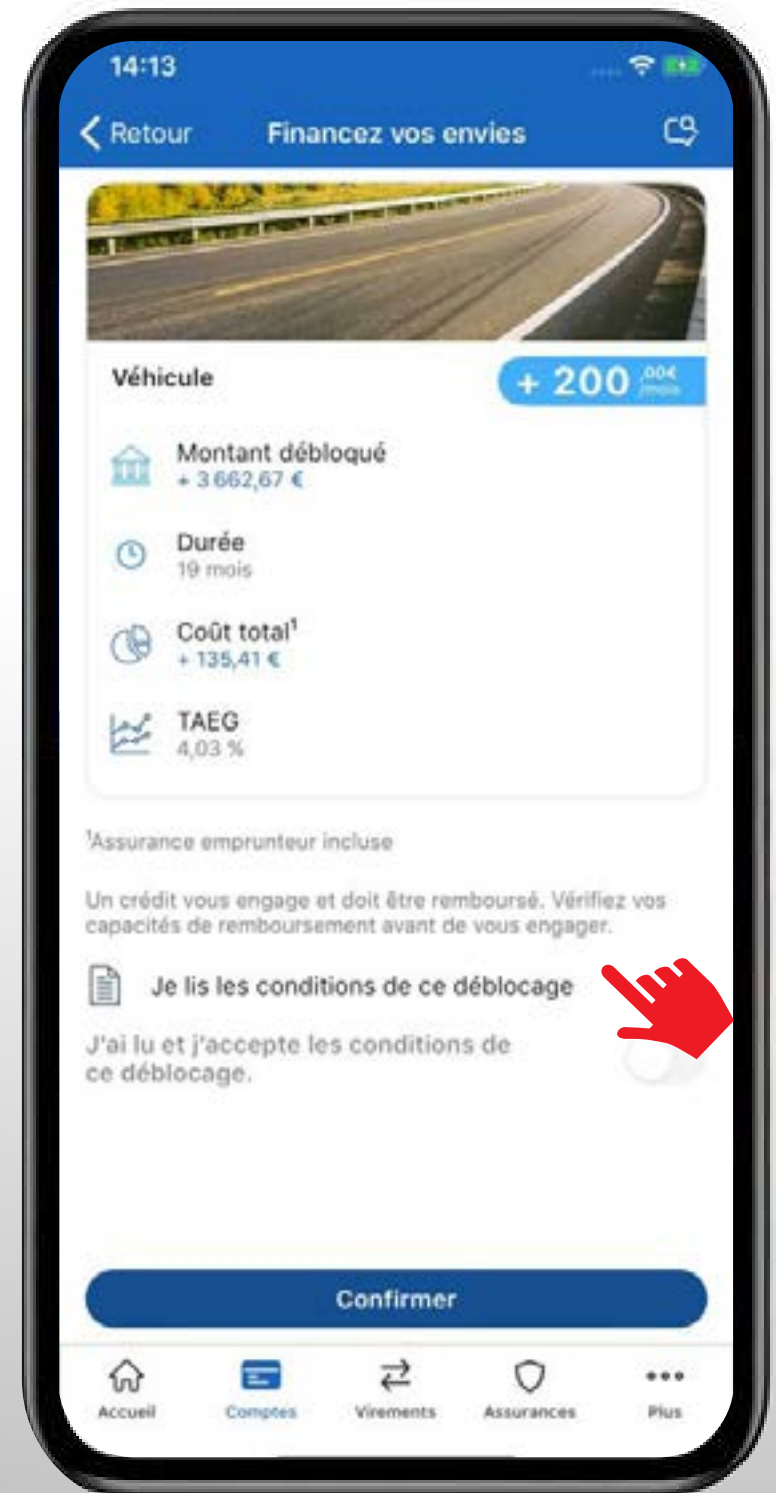 14:13
Retour Financez vos envies
Véhicule
+ 200 ,00€
/mois
Montant débloqué
+ 3 662,67 €
Durée
19 mois
Coût total¹
+ 135,41 €
TAEG
4,03 %
¹Assurance emprunteur incluse
Un crédit vous engage et doit être remboursé. Vérifiez vos
capacités de remboursement avant de vous engager.
Je lis les conditions de ce déblocage
J'ai lu et j'accepte les conditions de
ce déblocage.
Confirmer
Accueil Comptes Virements Assurances Plus